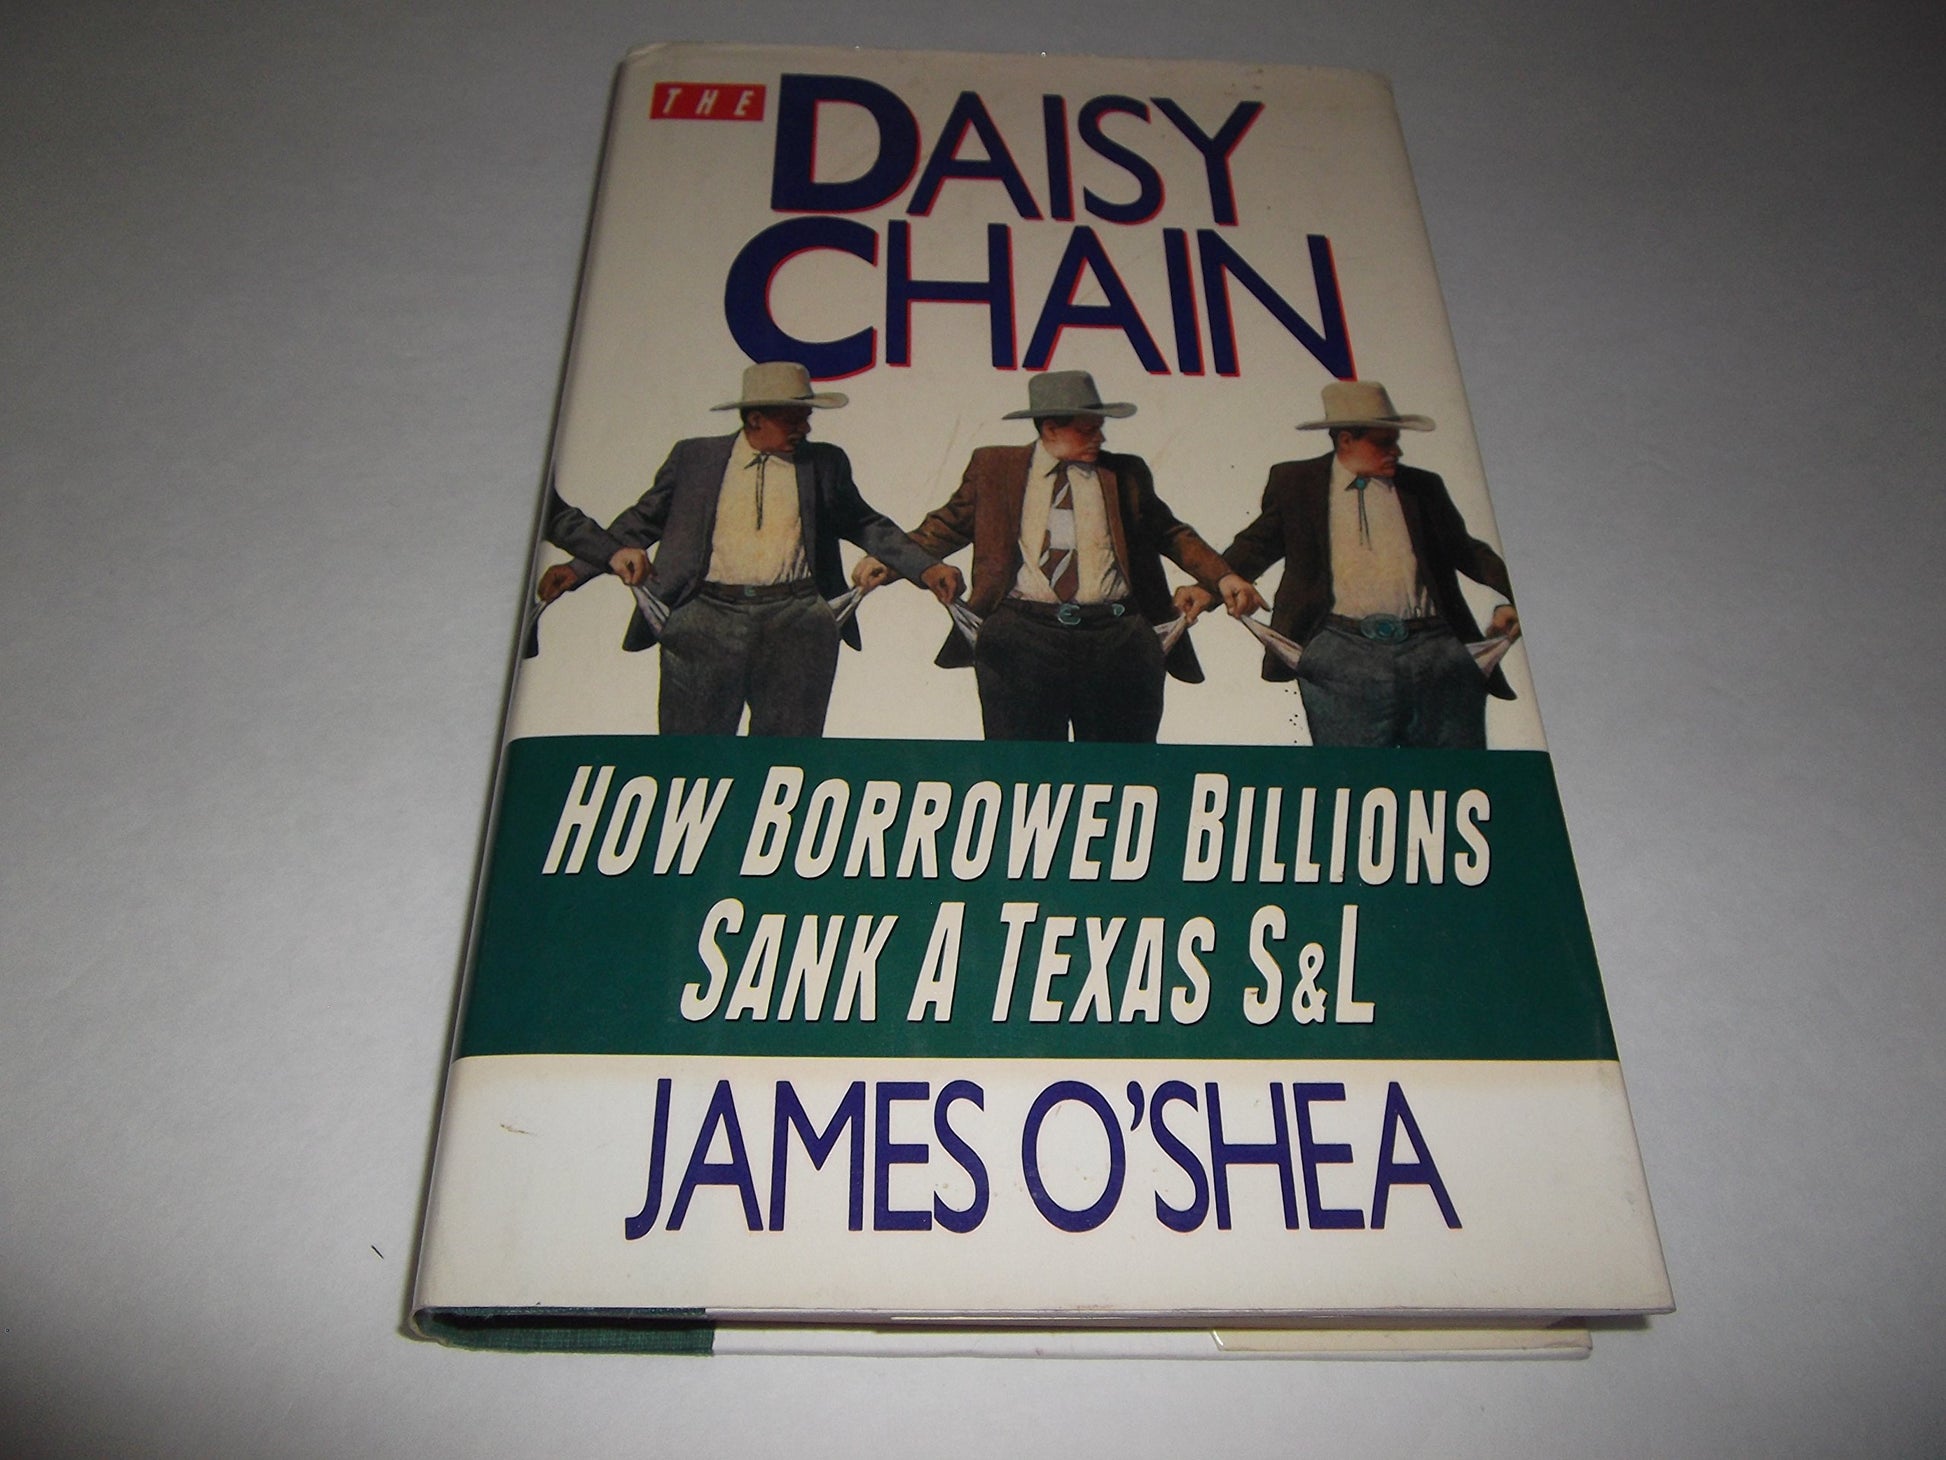 THE DAISY
CHAIN
HOW BORROWED BILLIONS
SANK A TEXAS S&L
JAMES O'SHEA